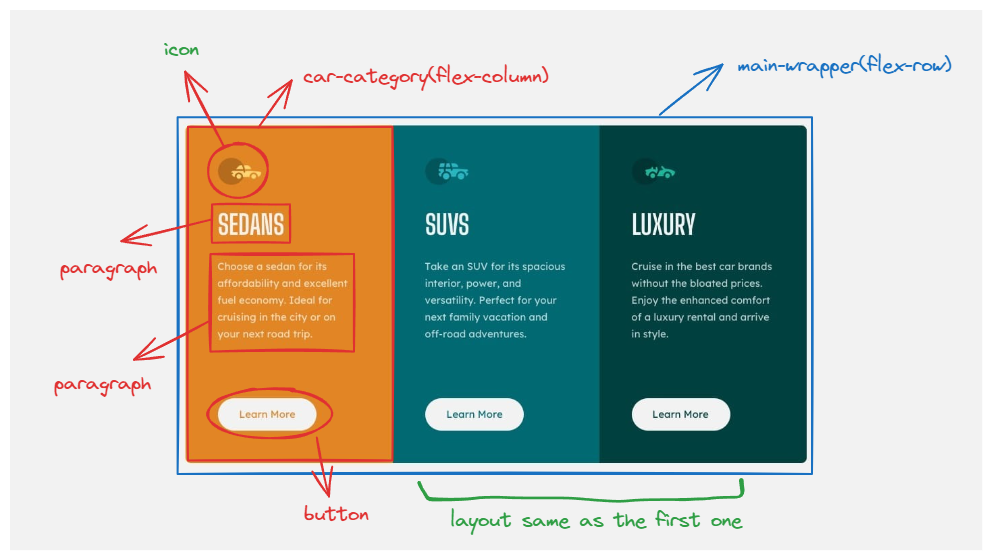 icon
car-category(flex-column)
main-wrapper(flex-row)
SEDANS
SUVS
LUXURY
paragraph
Choose a sedan for its
affordability and excellent
fuel economy. Ideal for
cruising in the city or on
your next road trip.
Take an SUV for its spacious
interior, power, and
versatility. Perfect for your
next family vacation and
off-road adventures.
Cruise in the best car brands
without the bloated prices.
Enjoy the enhanced comfort
of a luxury rental and arrive
in style.
paragraph
Learn More
Learn More
Learn More
button
layout same as the first one